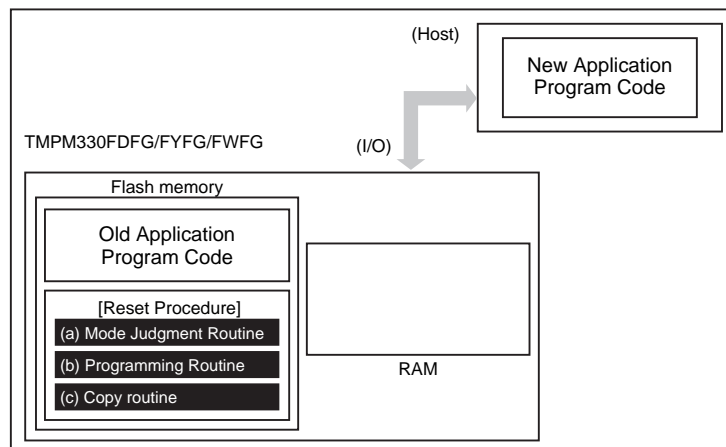 (Host)
New Application
Program Code
TMPM330FDFG/FYFG/FWFG
(I/O)
Flash memory
Old Application
Program Code
[Reset Procedure]
(a) Mode Judgment Routine
(b) Programming Routine
(c) Copy routine
RAM